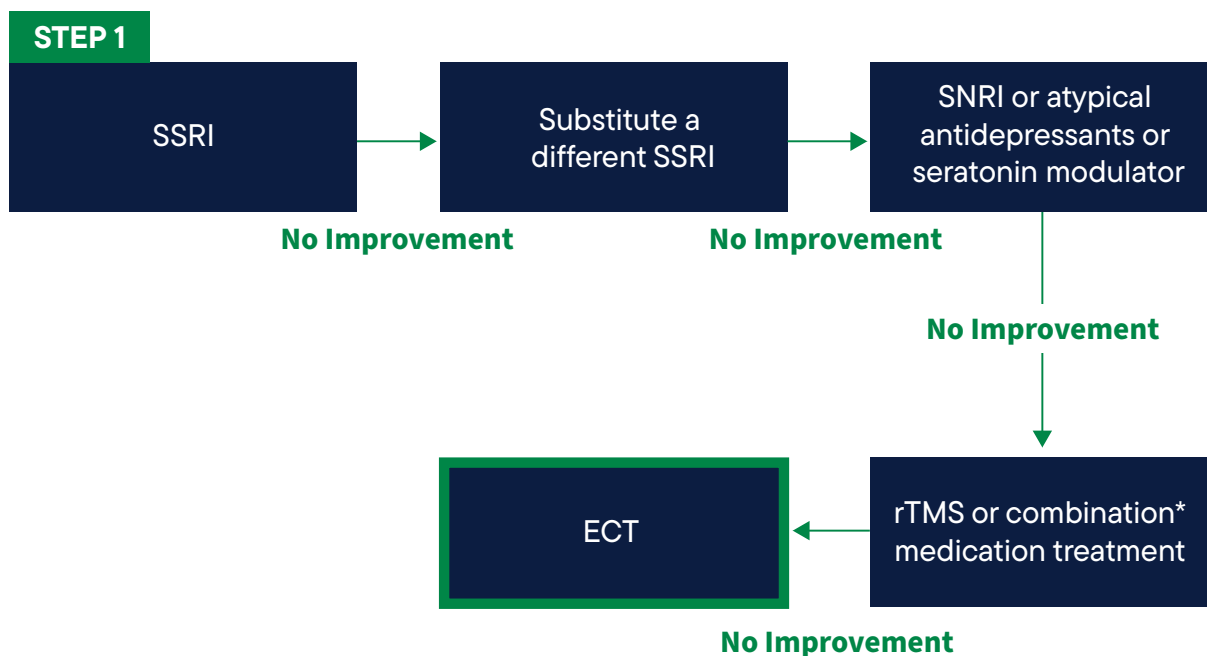 STEP 1
SSRI
Substitute a
different SSRI
SNRI or atypical
antidepressants or
seratonin modulator
No Improvement
No Improvement
No Improvement
rTMS or combination*
medication treatment
ECT
No Improvement